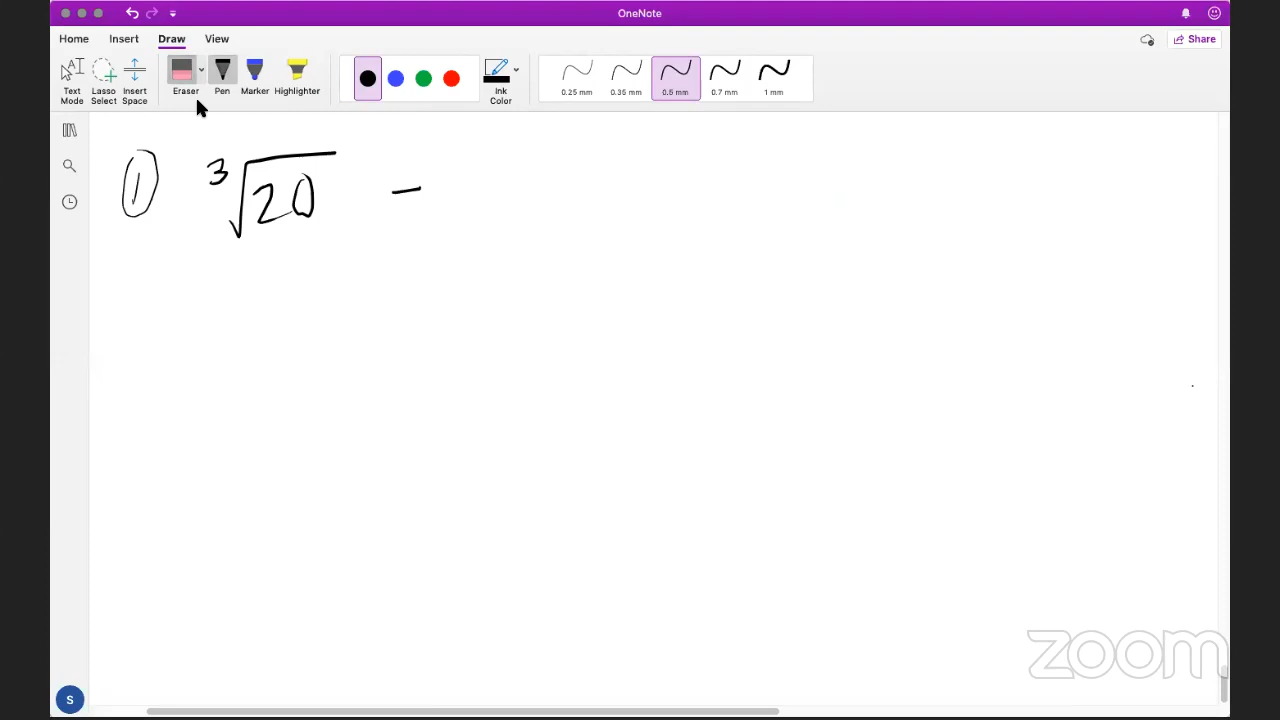 OneNote
Home Insert Draw View Share
Text Mode Lasso Select Insert Space Eraser Pen Marker Highlighter Ink Color 0.25 mm 0.35 mm 0.5 mm 0.7 mm 1 mm
① ∛20 −
zoom
S